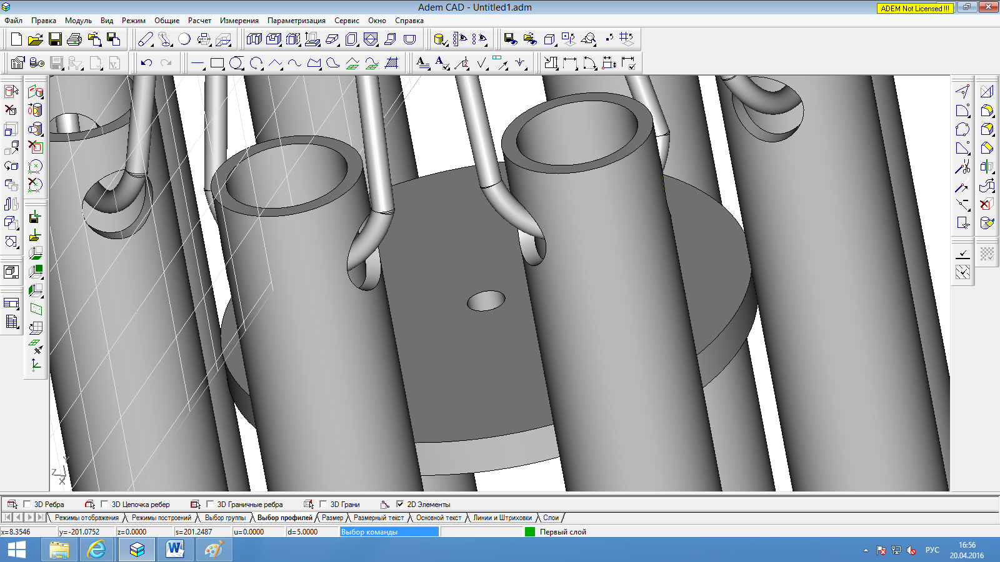 Adem CAD - Untitled1.adm
ADEM Not Licensed !!!
Файл Правка Модуль Вид Режим Общие Расчет Измерения Параметризация Сервис Окно Справка
Z Y X
3D Ребра 3D Цепочка ребер 3D Граничные ребра 3D Грани 2D Элементы
Режимы отображения Режимы построений Выбор группы Выбор профилей Размер Размерный текст Основной текст Линии и Штриховки Слои
x=8.3546 y=-201.0752 z=0.0000 s=201.2487 u=0.0000 d=5.0000 Выбор команды Первый слой
РУС
16:56
20.04.2016